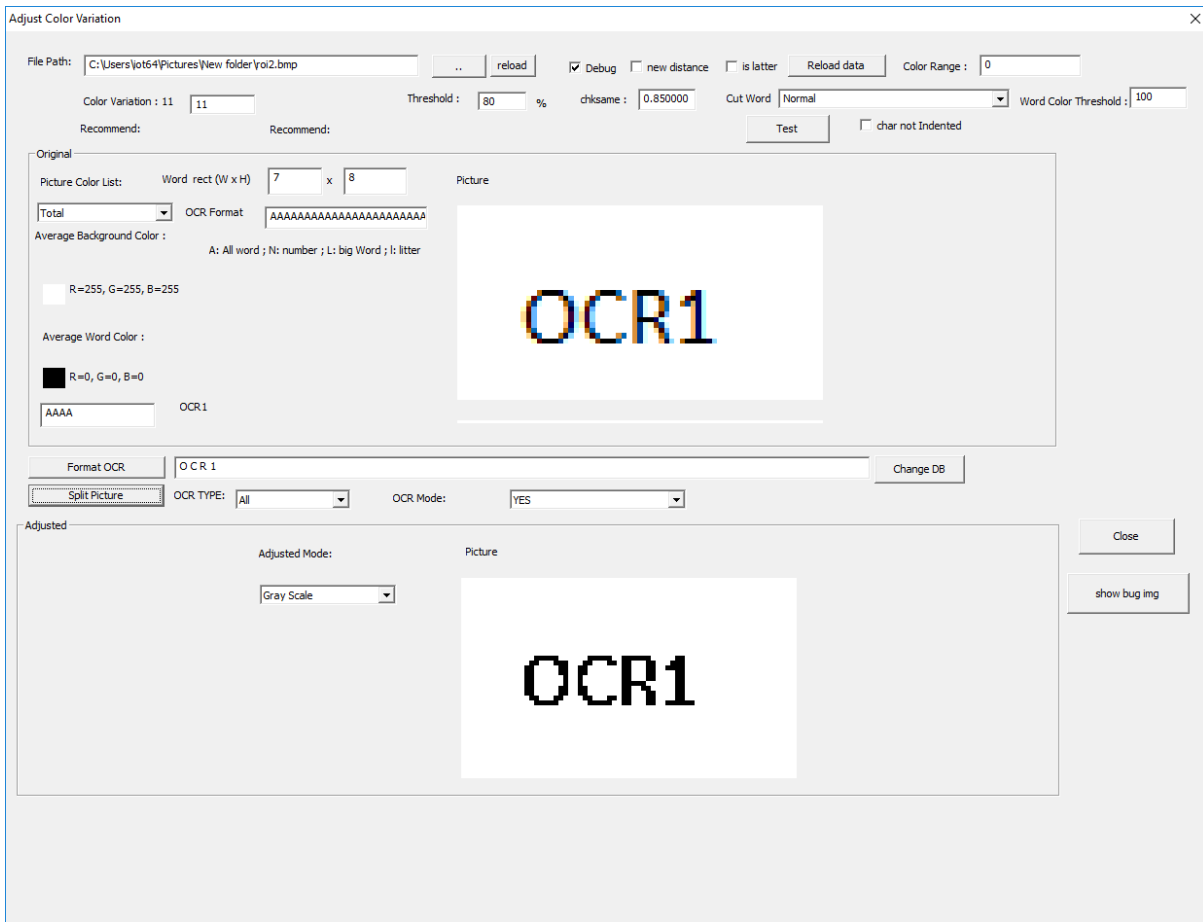 Adjust Color Variation
File Path: C:\Users\iot64\Pictures\New folder\roi2.bmp .. reload Debug new distance is latter Reload data Color Range : 0
Color Variation : 11 11 Threshold : 80 % chksame : 0.850000 Cut Word Normal Word Color Threshold : 100
Recommend: Recommend: Test char not Indented
Original
Picture Color List: Word rect (W x H) 7 x 8 Picture
Total OCR Format AAAAAAAAAAAAAAAAAAAAAAA
Average Background Color :
A: All word ; N: number ; L: big Word ; l: litter
R=255, G=255, B=255
OCR1
Average Word Color :
R=0, G=0, B=0
AAAA OCR1
Format OCR O C R 1 Change DB
Split Picture OCR TYPE: All OCR Mode: YES
Adjusted
Close
Adjusted Mode: Picture
Gray Scale show bug img
OCR1